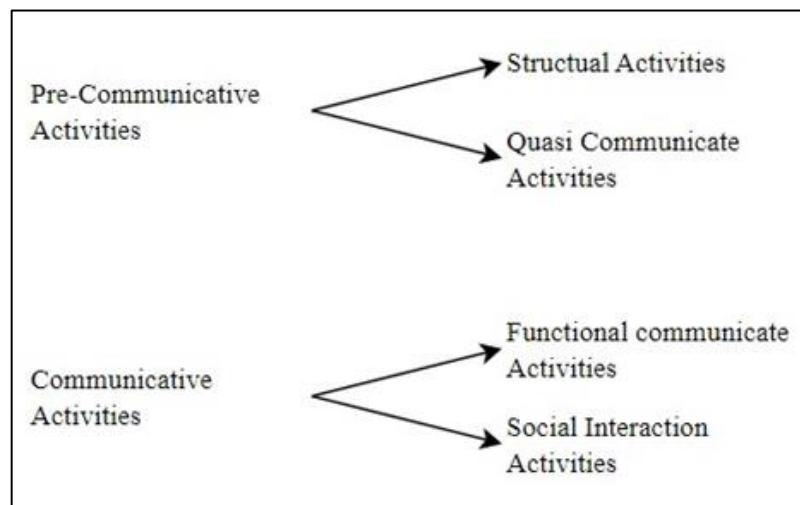 Pre-Communicative
Activities
Structual Activities
Quasi Communicate
Activities
Communicative
Activities
Functional communicate
Activities
Social Interaction
Activities